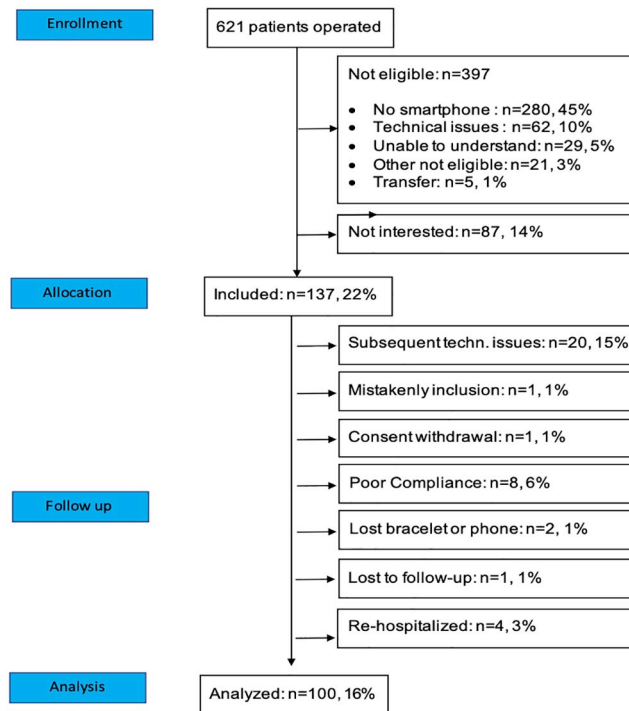 Enrollment
621 patients operated
Not eligible: n=397
• No smartphone : n=280, 45%
• Technical issues : n=62, 10%
• Unable to understand: n=29, 5%
• Other not eligible: n=21, 3%
• Transfer: n=5, 1%
Not interested: n=87, 14%
Allocation
Included: n=137, 22%
Subsequent techn. issues: n=20, 15%
Mistakenly inclusion: n=1, 1%
Consent withdrawal: n=1, 1%
Poor Compliance: n=8, 6%
Follow up
Lost bracelet or phone: n=2, 1%
Lost to follow-up: n=1, 1%
Re-hospitalized: n=4, 3%
Analysis
Analyzed: n=100, 16%